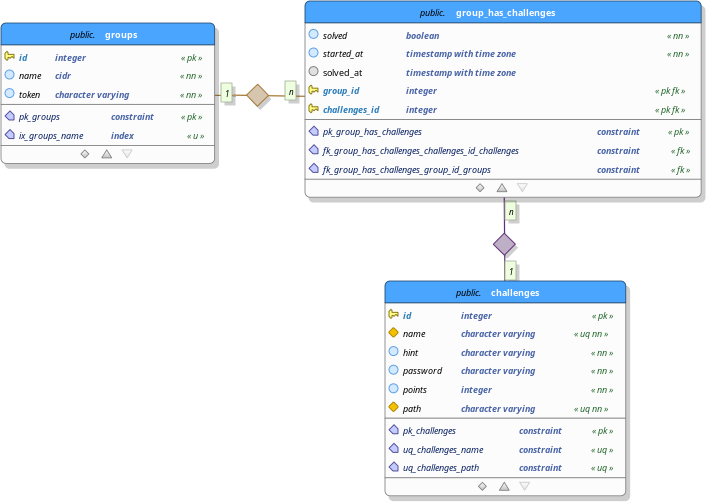 public. groups
id integer « pk »
name cidr « nn »
token character varying « nn »
pk_groups constraint « pk »
ix_groups_name index « u »
1
n
public. group_has_challenges
solved boolean « nn »
started_at timestamp with time zone « nn »
solved_at timestamp with time zone
group_id integer « pk fk »
challenges_id integer « pk fk »
pk_group_has_challenges constraint « pk »
fk_group_has_challenges_challenges_id_challenges constraint « fk »
fk_group_has_challenges_group_id_groups constraint « fk »
n
1
public. challenges
id integer « pk »
name character varying « uq nn »
hint character varying « nn »
password character varying « nn »
points integer « nn »
path character varying « uq nn »
pk_challenges constraint « pk »
uq_challenges_name constraint « uq »
uq_challenges_path constraint « uq »